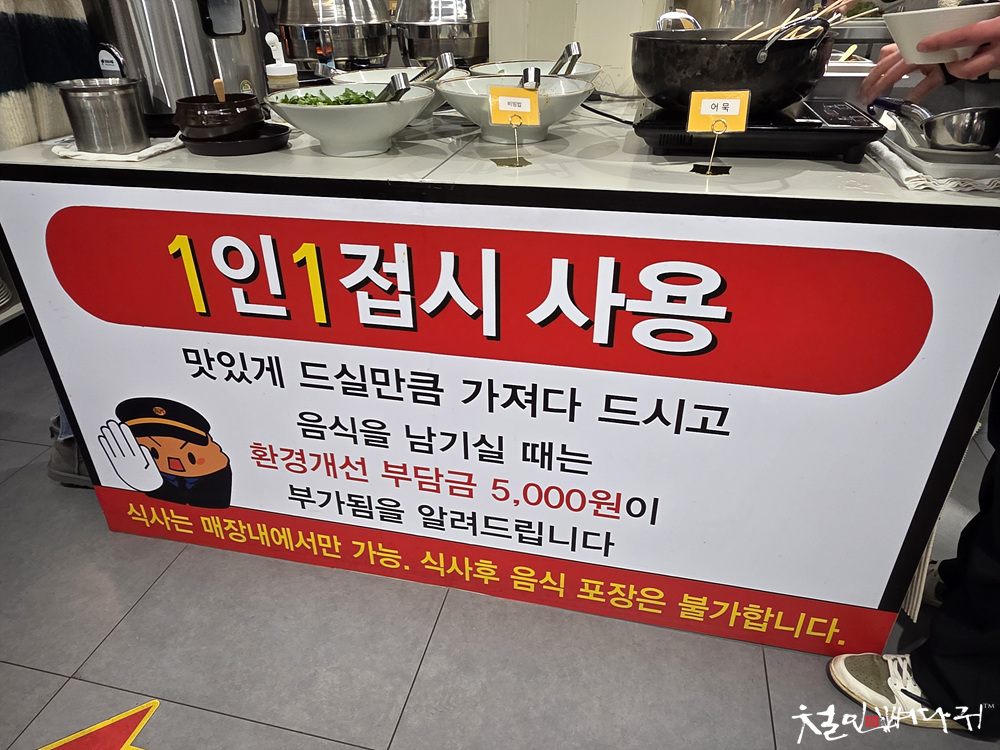 비빔밥
어묵
1인1접시 사용
맛있게 드실만큼 가져다 드시고
음식을 남기실 때는
환경개선 부담금 5,000원이
부가됨을 알려드립니다
식사는 매장내에서만 가능. 식사후 음식 포장은 불가합니다.